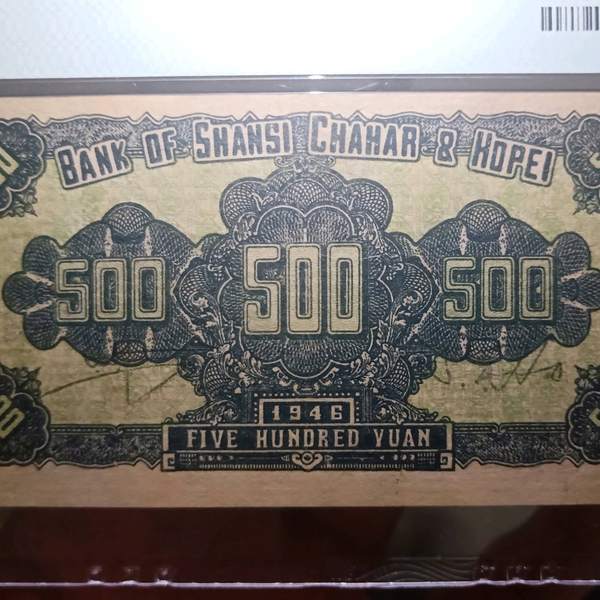 BANK OF SHANSI CHAHAR & HOPEI
500 500 500
1946
FIVE HUNDRED YUAN